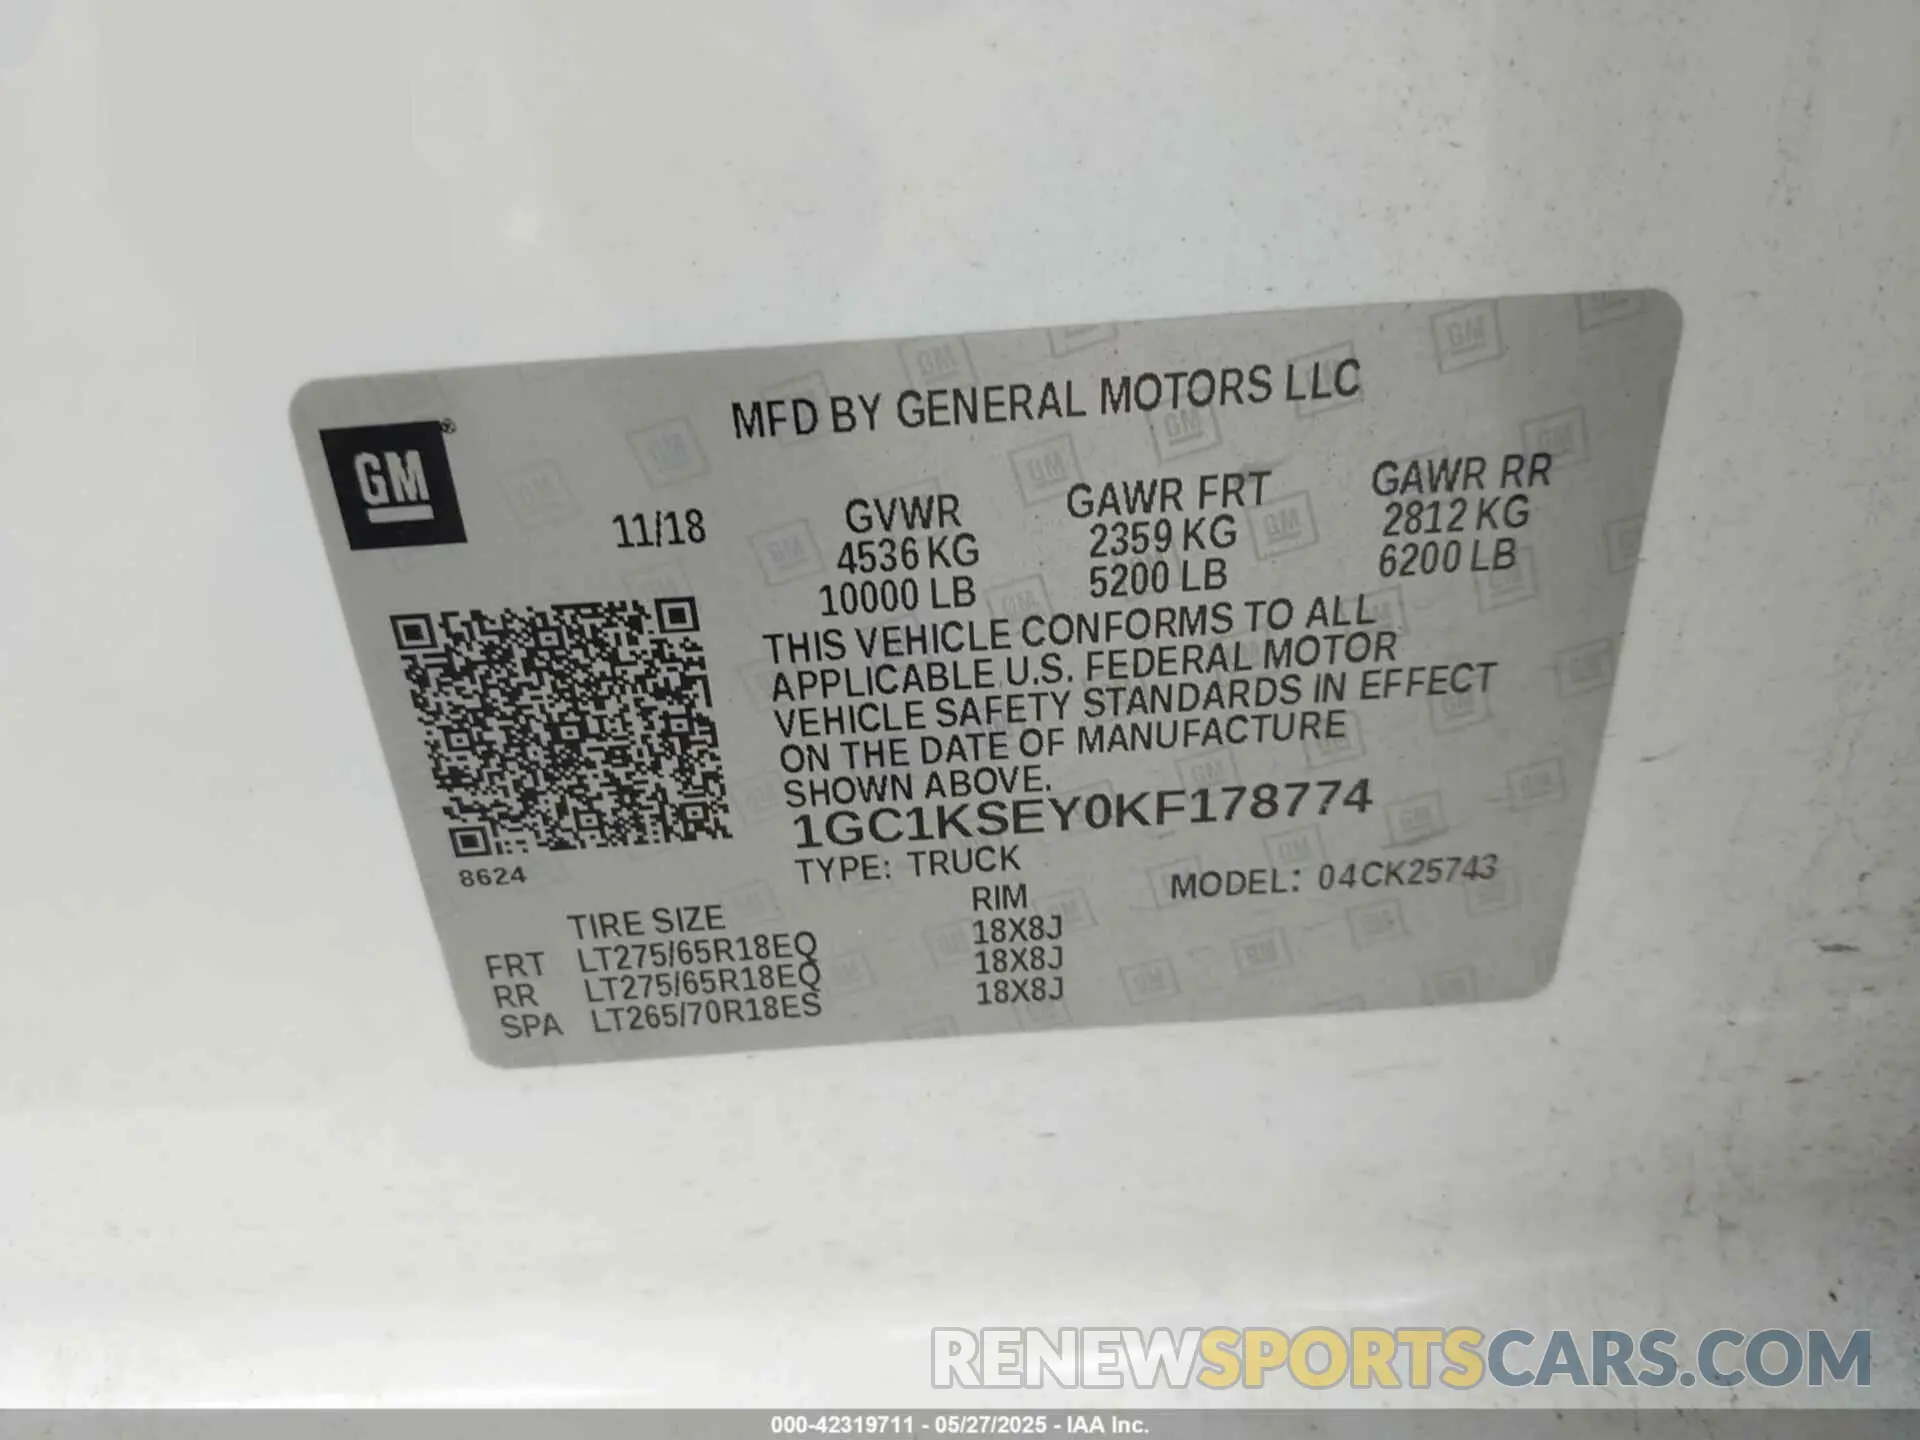 GM®
MFD BY GENERAL MOTORS LLC
11/18
GVWR
4536 KG
10000 LB
GAWR FRT
2359 KG
5200 LB
GAWR RR
2812 KG
6200 LB
THIS VEHICLE CONFORMS TO ALL
APPLICABLE U.S. FEDERAL MOTOR
VEHICLE SAFETY STANDARDS IN EFFECT
ON THE DATE OF MANUFACTURE
SHOWN ABOVE.
1GC1KSEY0KF178774
TYPE: TRUCK
MODEL: 04CK25743
8624
TIRE SIZE RIM
FRT LT275/65R18EQ 18X8J
RR LT275/65R18EQ 18X8J
SPA LT265/70R18ES 18X8J
RENEWSPORTSCARS.COM
000-42319711 - 05/27/2025 - IAA Inc.